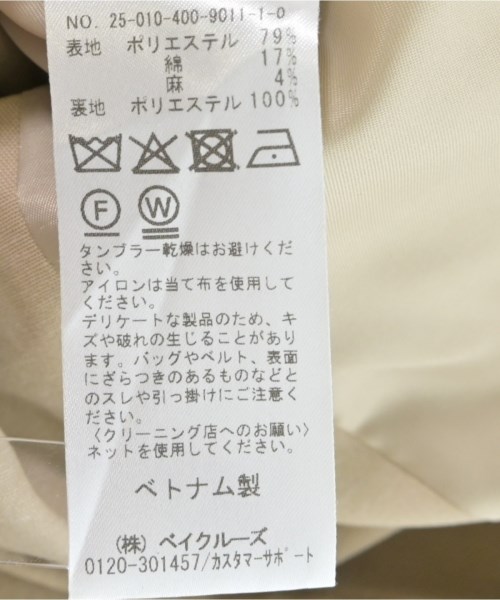 NO. 25-010-400-9011-1-0
表地 ポリエステル 79%
綿 17%
麻 4%
裏地 ポリエステル 100%
F W
タンブラー乾燥はお避けくだ
さい。
アイロンは当て布を使用して
ください。
デリケートな製品のため、キ
ズや破れの生じることがあり
ます。バッグやベルト、表面
にざらつきのあるものなどと
のスレや引っ掛けにご注意く
ださい。
〈クリーニング店へのお願い〉
ネットを使用してください。
ベトナム製
(株) ベイクルーズ
0120-301457/カスタマーサポート